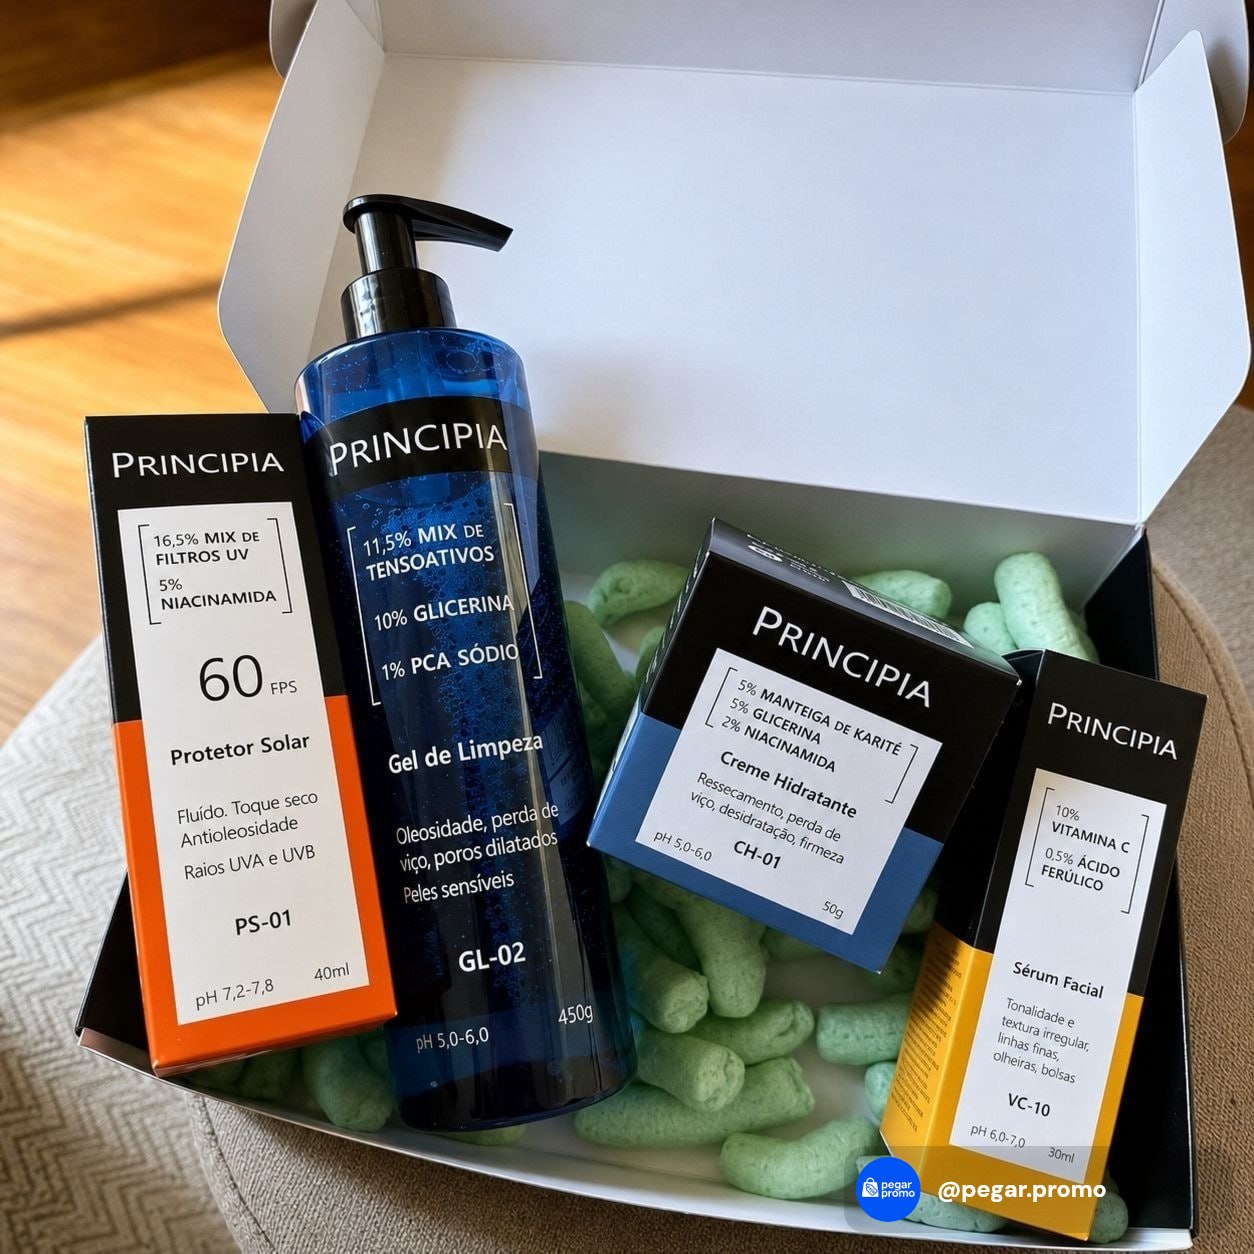 PRINCIPIA
16,5% MIX DE
FILTROS UV
5%
NIACINAMIDA
60 FPS
Protetor Solar
Fluído. Toque seco
Antioleosidade
Raios UVA e UVB
PS-01
pH 7,2-7,8 40ml
PRINCIPIA
11,5% MIX DE
TENSOATIVOS
10% GLICERINA
1% PCA SÓDIO
Gel de Limpeza
Oleosidade, perda de
viço, poros dilatados
Peles sensíveis
GL-02
pH 5,0-6,0 450g
PRINCIPIA
5% MANTEIGA DE KARITÉ
5% GLICERINA
2% NIACINAMIDA
Creme Hidratante
Ressecamento, perda de
viço, desidratação, firmeza
pH 5,0-6,0 CH-01
50g
PRINCIPIA
10%
VITAMINA C
0,5% ÁCIDO
FERÚLICO
Sérum Facial
Tonalidade e
textura irregular,
linhas finas,
olheiras, bolsas
VC-10
pH 6,0-7,0 30ml
pegar
promo
@pegar.promo